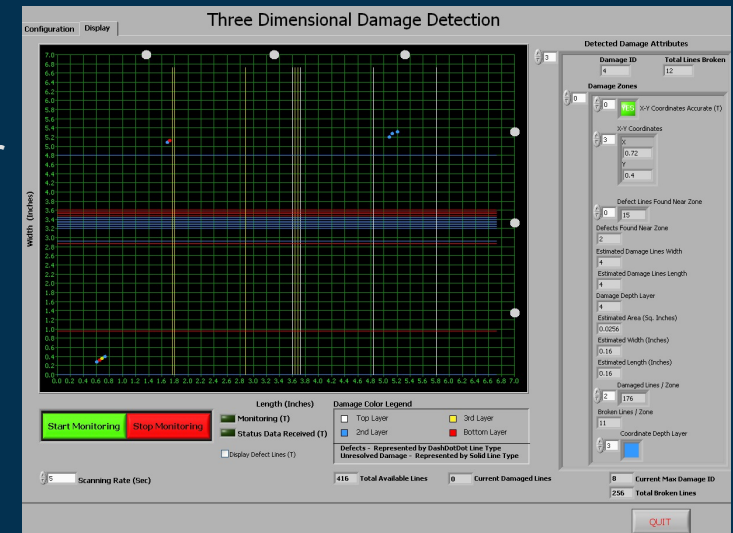 Three Dimensional Damage Detection
Configuration
Display
Width (Inches)
7.0
6.8
6.6
6.4
6.2
6.0
5.8
5.6
5.4
5.2
5.0
4.8
4.6
4.4
4.2
4.0
3.8
3.6
3.4
3.2
3.0
2.8
2.6
2.4
2.2
2.0
1.8
1.6
1.4
1.2
1.0
0.8
0.6
0.4
0.2
0.0
0.0 0.2 0.4 0.6 0.8 1.0 1.2 1.4 1.6 1.8 2.0 2.2 2.4 2.6 2.8 3.0 3.2 3.4 3.6 3.8 4.0 4.2 4.4 4.6 4.8 5.0 5.2 5.4 5.6 5.8 6.0 6.2 6.4 6.6 6.8 7.0
Length (Inches)
Start Monitoring
Stop Monitoring
Monitoring (T)
Status Data Received (T)
Display Defect Lines (T)
Damage Color Legend
Top Layer
3rd Layer
2nd Layer
Bottom Layer
Defects - Represented by DashDotDot Line Type
Unresolved Damage - Represented by Solid Line Type
5
Scanning Rate (Sec)
416
Total Available Lines
0
Current Damaged Lines
Detected Damage Attributes
3
Damage ID
4
Total Lines Broken
12
Damage Zones
0
0
YES
X-Y Coordinates Accurate (T)
X-Y Coordinates
3
X
0.72
Y
0.4
Defect Lines Found Near Zone
0
15
Defects Found Near Zone
2
Estimated Damage Lines Width
4
Estimated Damage Lines Length
4
Damage Depth Layer
4
Estimated Area (Sq. Inches)
0.0256
Estimated Width (Inches)
0.16
Estimated Length (Inches)
0.16
Damaged Lines / Zone
2
176
Broken Lines / Zone
11
Coordinate Depth Layer
3
8
Current Max Damage ID
256
Total Broken Lines
QUIT